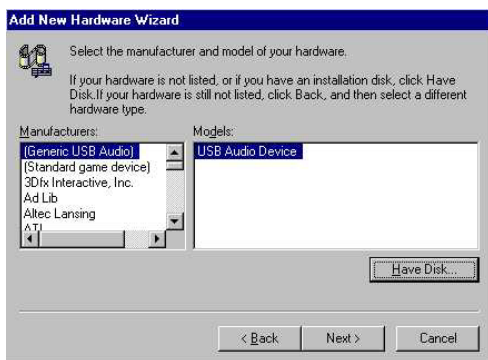 Add New Hardware Wizard
Select the manufacturer and model of your hardware.
If your hardware is not listed, or if you have an installation disk, click Have
Disk.If your hardware is still not listed, click Back, and then select a different
hardware type.
Manufacturers:
(Generic USB Audio)
(Standard game device)
3Dfx Interactive, Inc.
Ad Lib
Altec Lansing
ATI
Models:
USB Audio Device
Have Disk...
< Back
Next >
Cancel